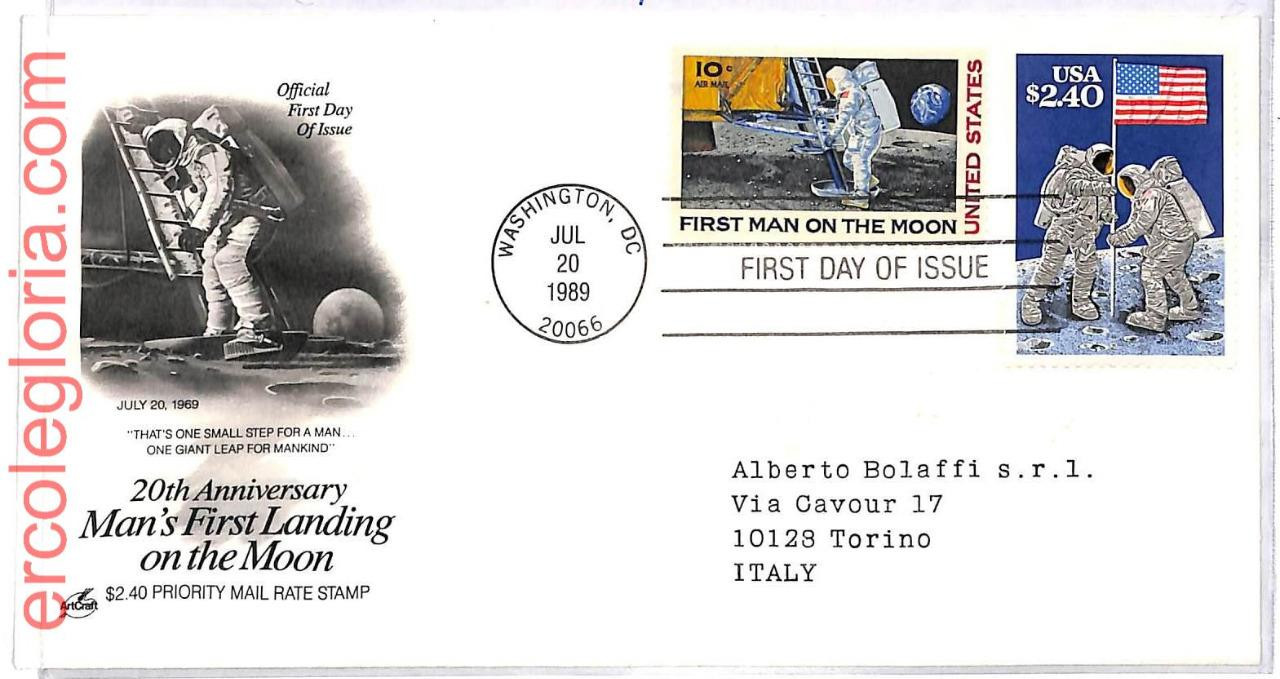 ercolegloria.com
Official
First Day
Of Issue
JULY 20, 1969
"THAT'S ONE SMALL STEP FOR A MAN...
ONE GIANT LEAP FOR MANKIND"
20th Anniversary
Man's First Landing
on the Moon
$2.40 PRIORITY MAIL RATE STAMP
ArtCraft
WASHINGTON, DC
JUL
20
1989
20066
10c
AIR MAIL
UNITED STATES
FIRST MAN ON THE MOON
FIRST DAY OF ISSUE
USA
$2.40
Alberto Bolaffi s.r.l.
Via Cavour 17
10128 Torino
ITALY